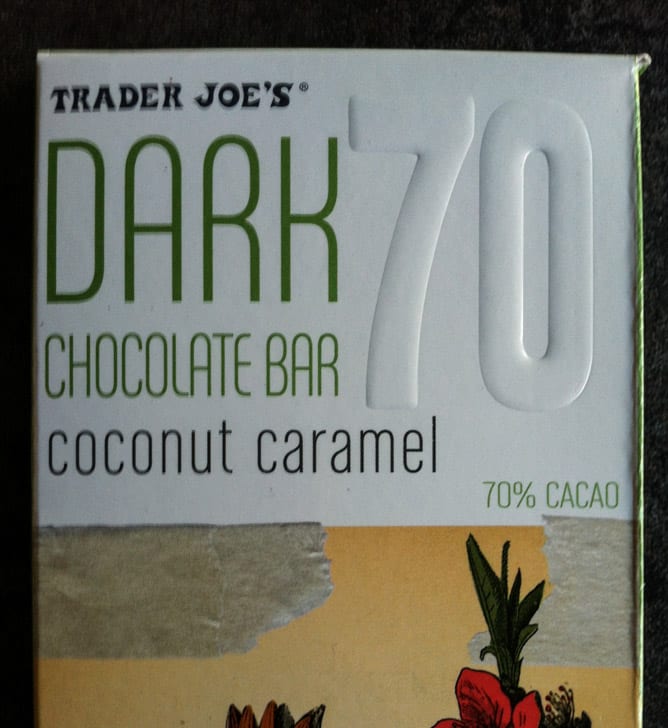 TRADER JOE'S®
DARK 70
CHOCOLATE BAR
coconut caramel
70% CACAO